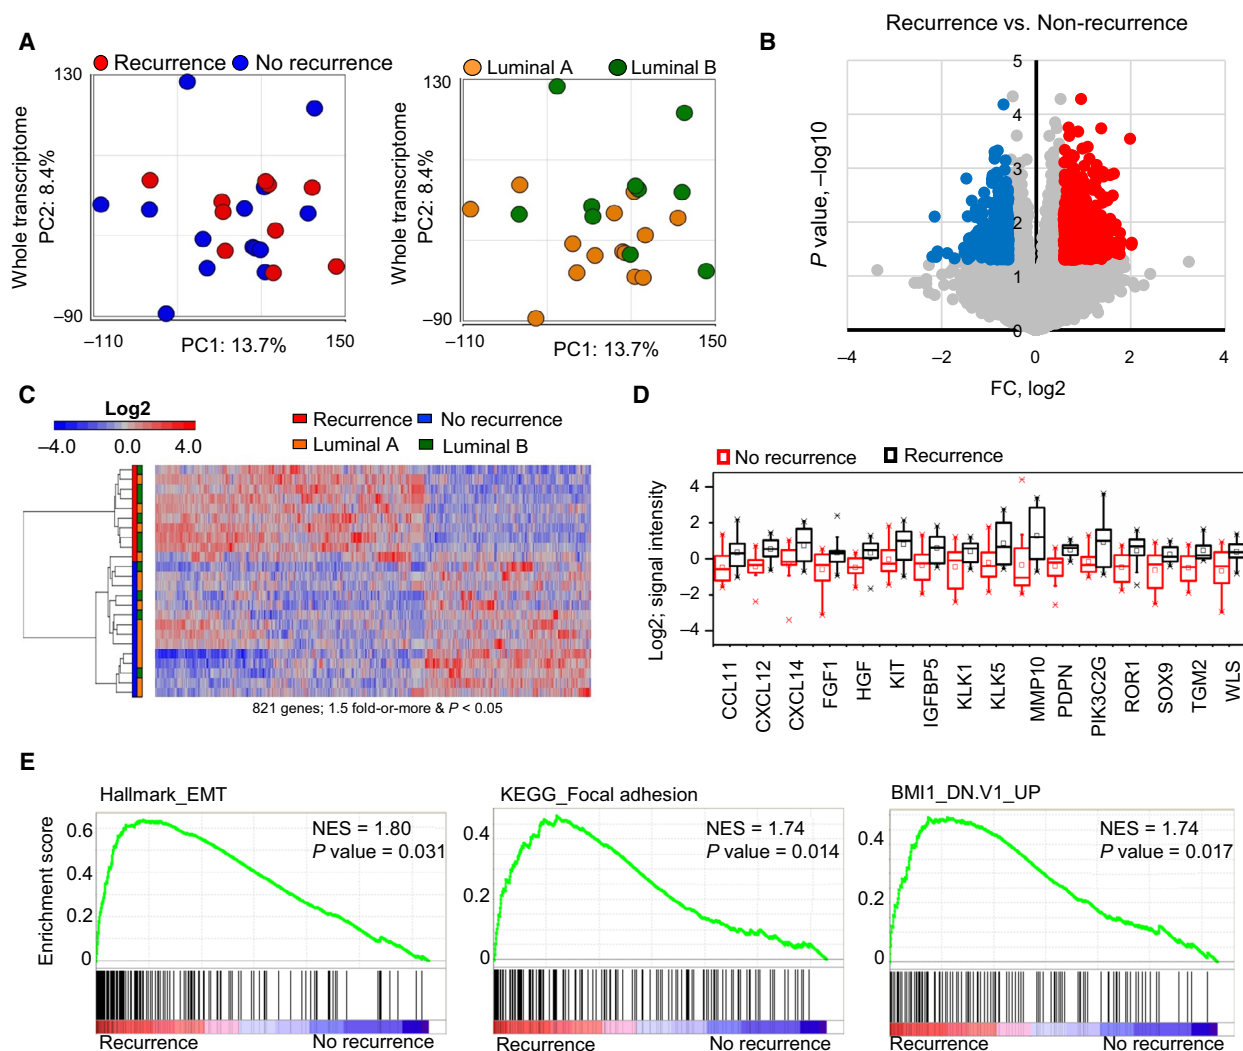 A
Recurrence No recurrence
130
Whole transcriptome
PC2: 8.4%
–90
–110
PC1: 13.7%
150
Luminal A Luminal B
130
Whole transcriptome
PC2: 8.4%
–90
–110
PC1: 13.7%
150
B
Recurrence vs. Non-recurrence
P value, –log10
5
4
3
2
1
0
–4 –2 0 2 4
FC, log2
C
Log2
–4.0 0.0 4.0
Recurrence No recurrence
Luminal A Luminal B
821 genes; 1.5 fold-or-more & P < 0.05
D
No recurrence Recurrence
Log2; signal intensity
4
2
0
–2
–4
CCL11
CXCL12
CXCL14
FGF1
HGF
KIT
IGFBP5
KLK1
KLK5
MMP10
PDPN
PIK3C2G
ROR1
SOX9
TGM2
WLS
E
Hallmark_EMT
Enrichment score
0.6
0.4
0.2
0
NES = 1.80
P value = 0.031
Recurrence No recurrence
KEGG_Focal adhesion
0.4
0.2
0
NES = 1.74
P value = 0.014
Recurrence No recurrence
BMI1_DN.V1_UP
0.4
0.2
0
NES = 1.74
P value = 0.017
Recurrence No recurrence